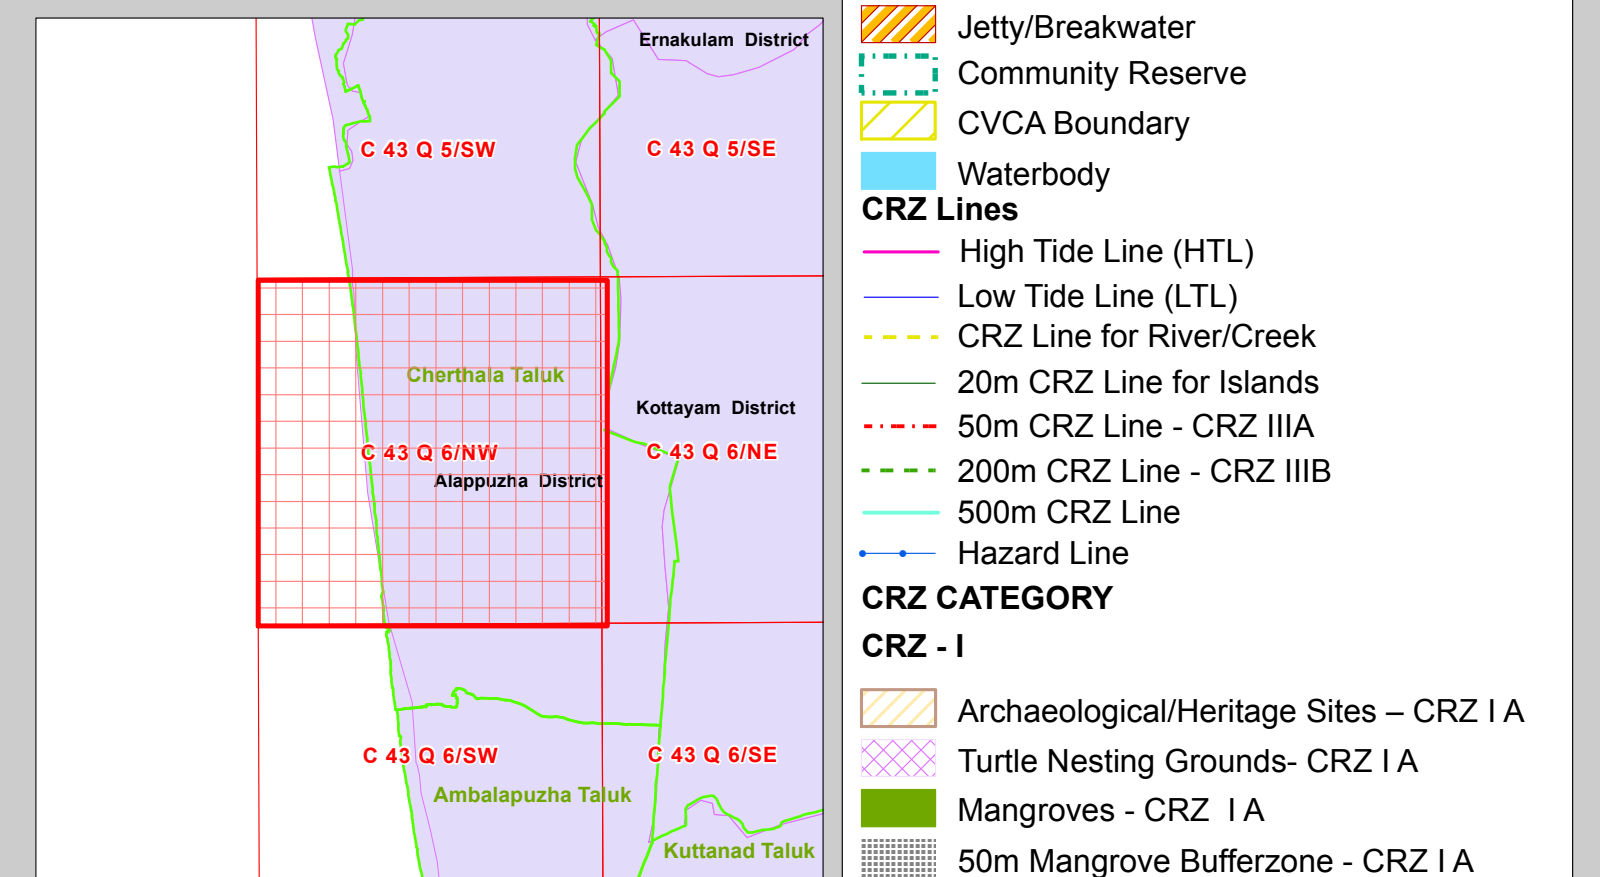 Ernakulam District
C 43 Q 5/SW
C 43 Q 5/SE
Cherthala Taluk
Kottayam District
C 43 Q 6/NW
C 43 Q 6/NE
Alappuzha District
C 43 Q 6/SW
C 43 Q 6/SE
Ambalapuzha Taluk
Kuttanad Taluk
Jetty/Breakwater
Community Reserve
CVCA Boundary
Waterbody
CRZ Lines
High Tide Line (HTL)
Low Tide Line (LTL)
CRZ Line for River/Creek
20m CRZ Line for Islands
50m CRZ Line - CRZ IIIA
200m CRZ Line - CRZ IIIB
500m CRZ Line
Hazard Line
CRZ CATEGORY
CRZ - I
Archaeological/Heritage Sites – CRZ I A
Turtle Nesting Grounds- CRZ I A
Mangroves - CRZ I A
50m Mangrove Bufferzone - CRZ I A